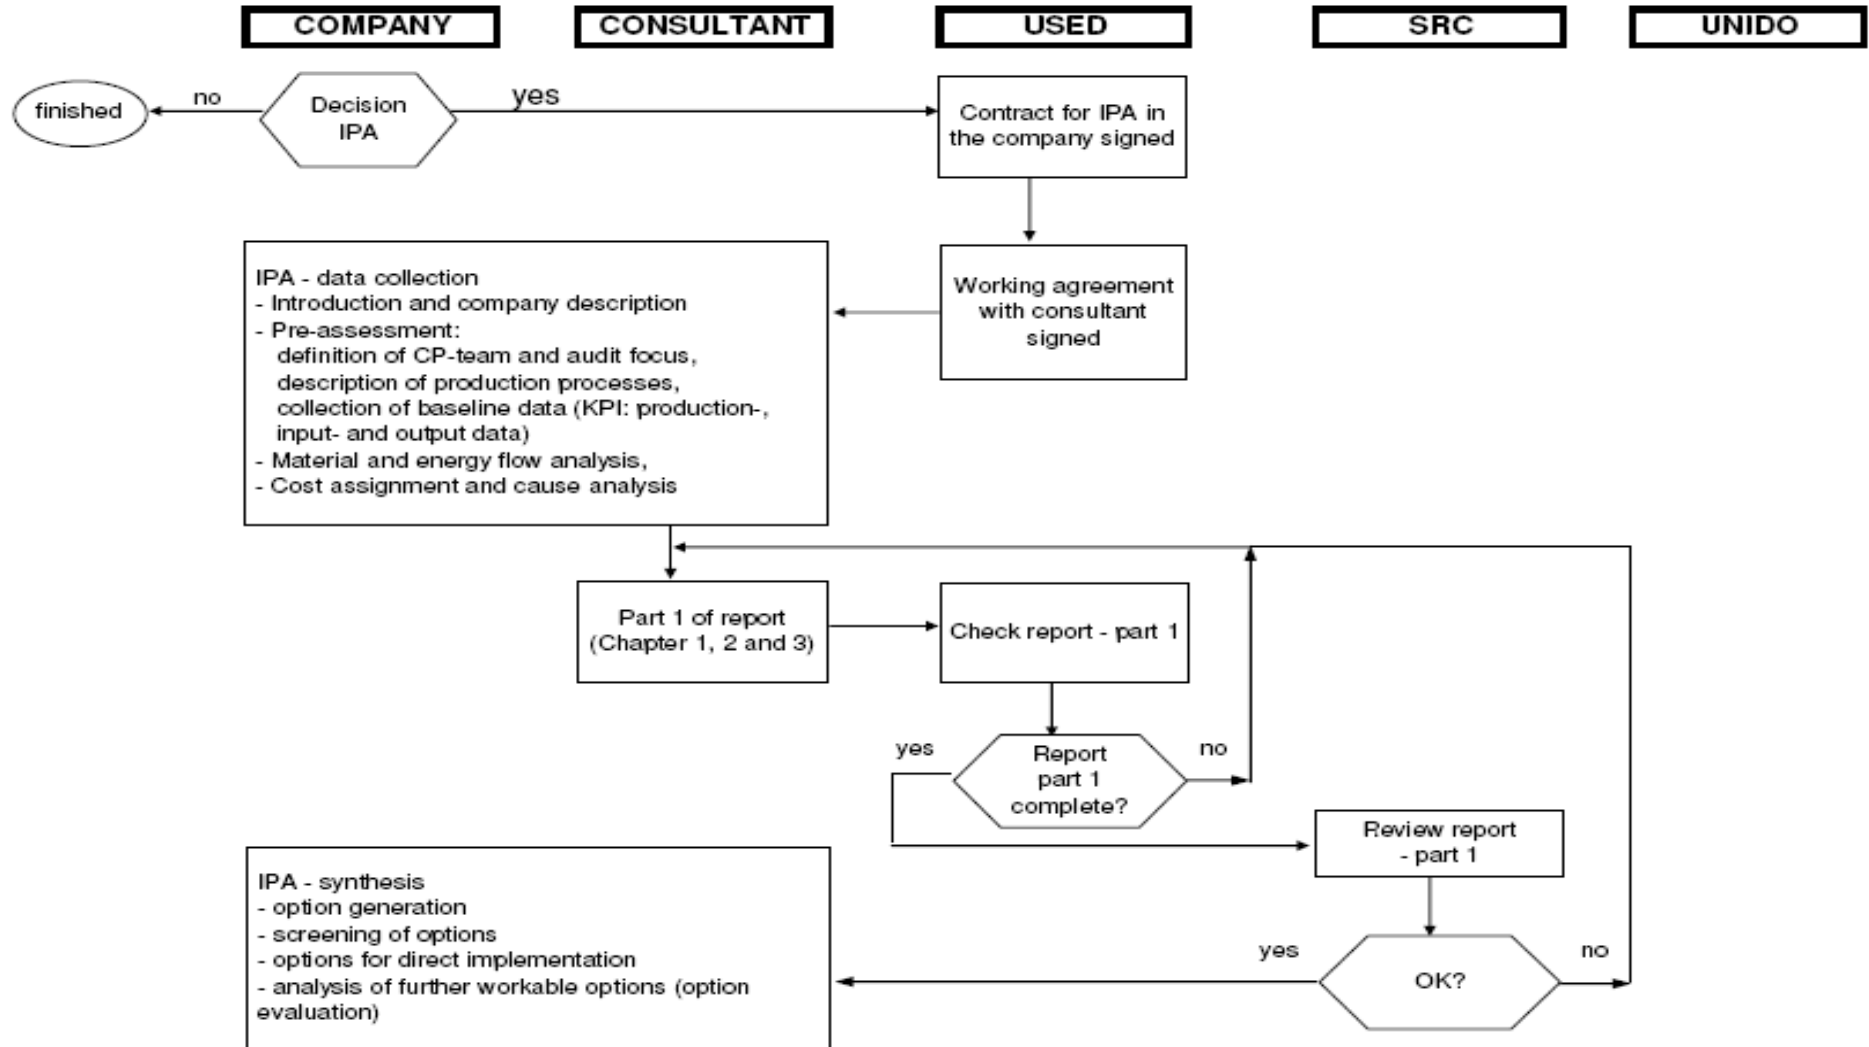 COMPANY
CONSULTANT
USED
SRC
UNIDO
finished
no
Decision
IPA
yes
Contract for IPA in
the company signed
IPA - data collection
- Introduction and company description
- Pre-assessment:
definition of CP-team and audit focus,
description of production processes,
collection of baseline data (KPI: production-,
input- and output data)
- Material and energy flow analysis,
- Cost assignment and cause analysis
Working agreement
with consultant
signed
Part 1 of report
(Chapter 1, 2 and 3)
Check report - part 1
yes
Report
part 1
complete?
no
Review report
- part 1
IPA - synthesis
- option generation
- screening of options
- options for direct implementation
- analysis of further workable options (option
evaluation)
yes
OK?
no